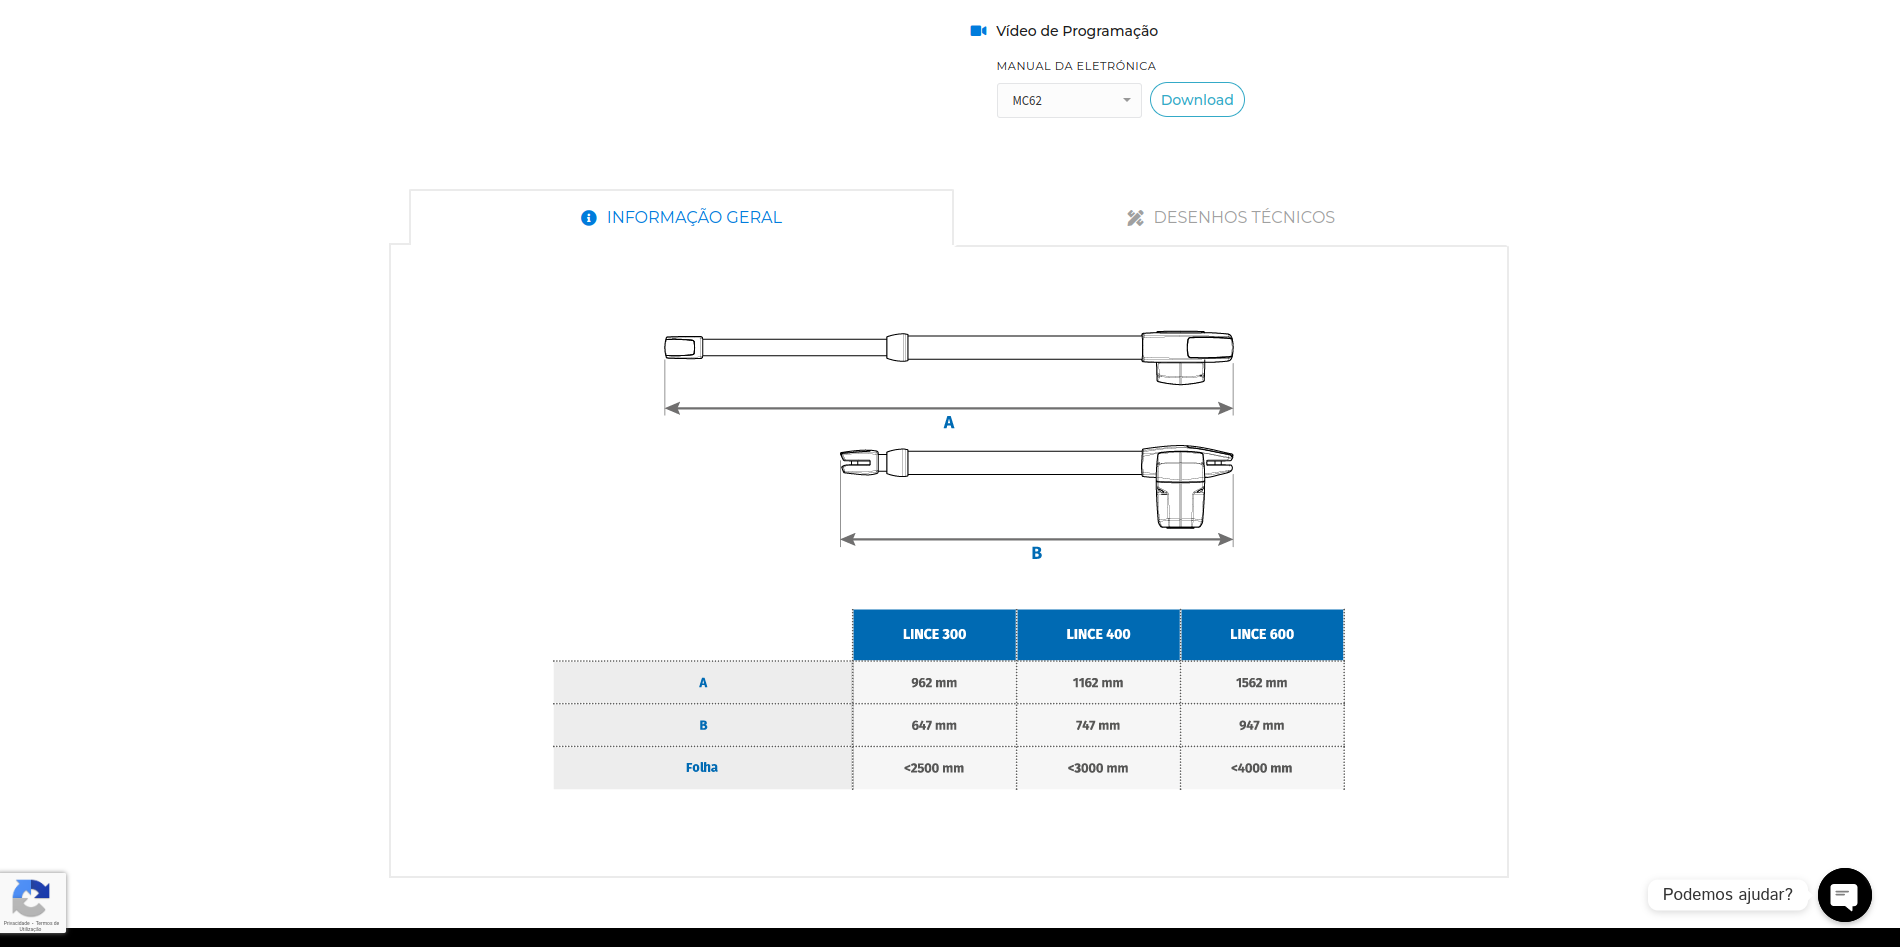 Vídeo de Programação
MANUAL DA ELETRÓNICA
MC62
Download
INFORMAÇÃO GERAL
DESENHOS TÉCNICOS
A
B
LINCE 300 LINCE 400 LINCE 600
A 962 mm 1162 mm 1562 mm
B 647 mm 747 mm 947 mm
Folha <2500 mm <3000 mm <4000 mm
Podemos ajudar?
Privacidade - Termos de
Utilização